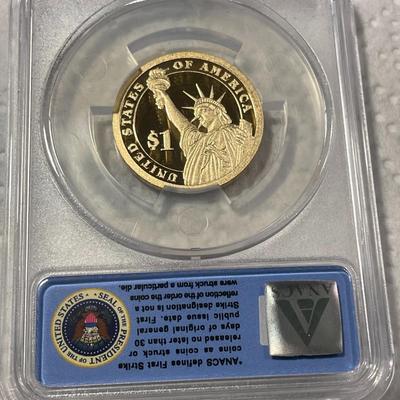 UNITED STATES OF AMERICA
$1
*ANACS defines First Strike
coins as coins struck or
released no later than 30
days of original general
public issue date. First
Strike designation is not a
reflection of the order the coins
were struck from a particular die.
SEAL OF THE PRESIDENT
OF THE UNITED STATES
ANACS